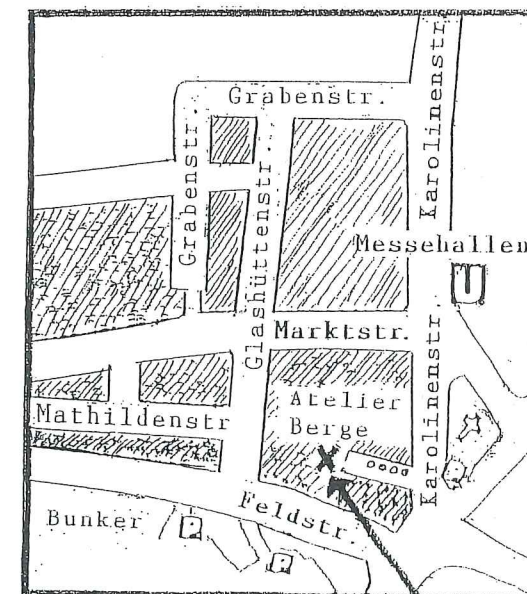 Grabenstr.
Karolinenstr.
Grabenstr.
Glashüttenstr.
Messehallen
Marktstr.
Atelier
Berge
Karolinenstr.
Mathildenstr
Feldstr.
Bunker